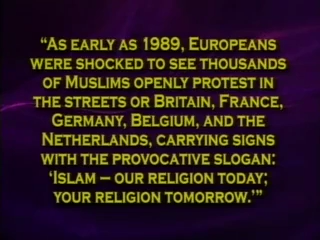 “As early as 1989, Europeans
were shocked to see thousands
of Muslims openly protest in
the streets or Britain, France,
Germany, Belgium, and the
Netherlands, carrying signs
with the provocative slogan:
‘Islam – our religion today;
your religion tomorrow.’”